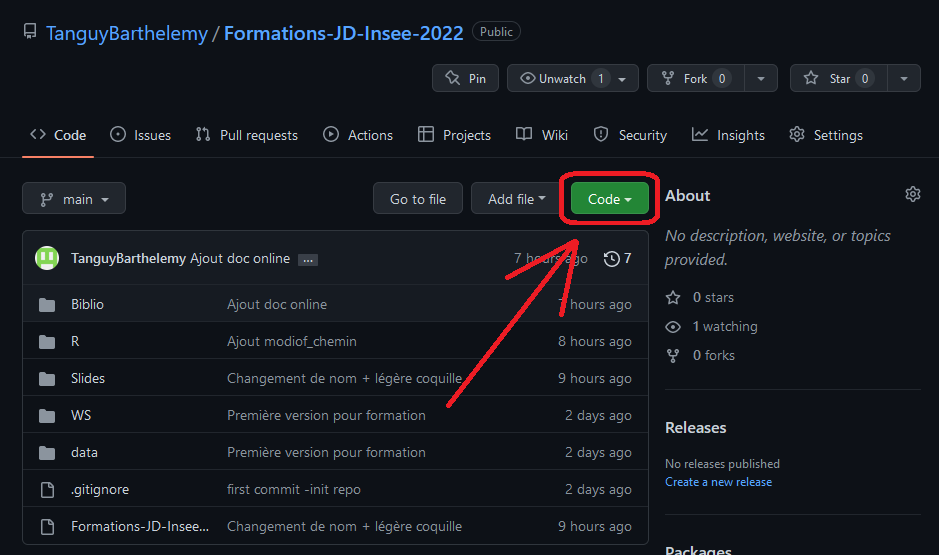 TanguyBarthelemy / Formations-JD-Insee-2022 Public
Pin Unwatch 1 Fork 0 Star 0
Code Issues Pull requests Actions Projects Wiki Security Insights Settings
main Go to file Add file Code
TanguyBarthelemy Ajout doc online ... 7 hours ago 7
Biblio Ajout doc online 7 hours ago
R Ajout modiof_chemin 8 hours ago
Slides Changement de nom + légère coquille 9 hours ago
WS Première version pour formation 2 days ago
data Première version pour formation 2 days ago
.gitignore first commit -init repo 2 days ago
Formations-JD-Insee... Changement de nom + légère coquille 9 hours ago
About
No description, website, or topics
provided.
0 stars
1 watching
0 forks
Releases
No releases published
Create a new release
Packages